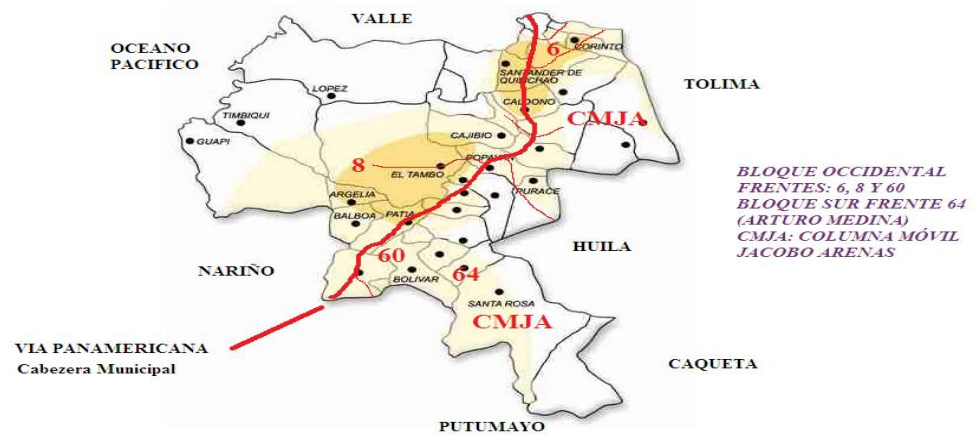 VALLE
OCEANO
PACIFICO
6
CORINTO
SANTANDER DE
QUILICHAO
TOLIMA
LOPEZ
CALDONO
TIMBIQUI
CMJA
CAJIBIO
GUAPI
POPAYAN
8
EL TAMBO
PURACE
ARGELIA
BALBOA
PATIA
BLOQUE OCCIDENTAL
FRENTES: 6, 8 Y 60
BLOQUE SUR FRENTE 64
(ARTURO MEDINA)
CMJA: COLUMNA MÓVIL
JACOBO ARENAS
HUILA
60
NARIÑO
64
BOLIVAR
SANTA ROSA
CMJA
VIA PANAMERICANA
Cabezera Municipal
CAQUETA
PUTUMAYO